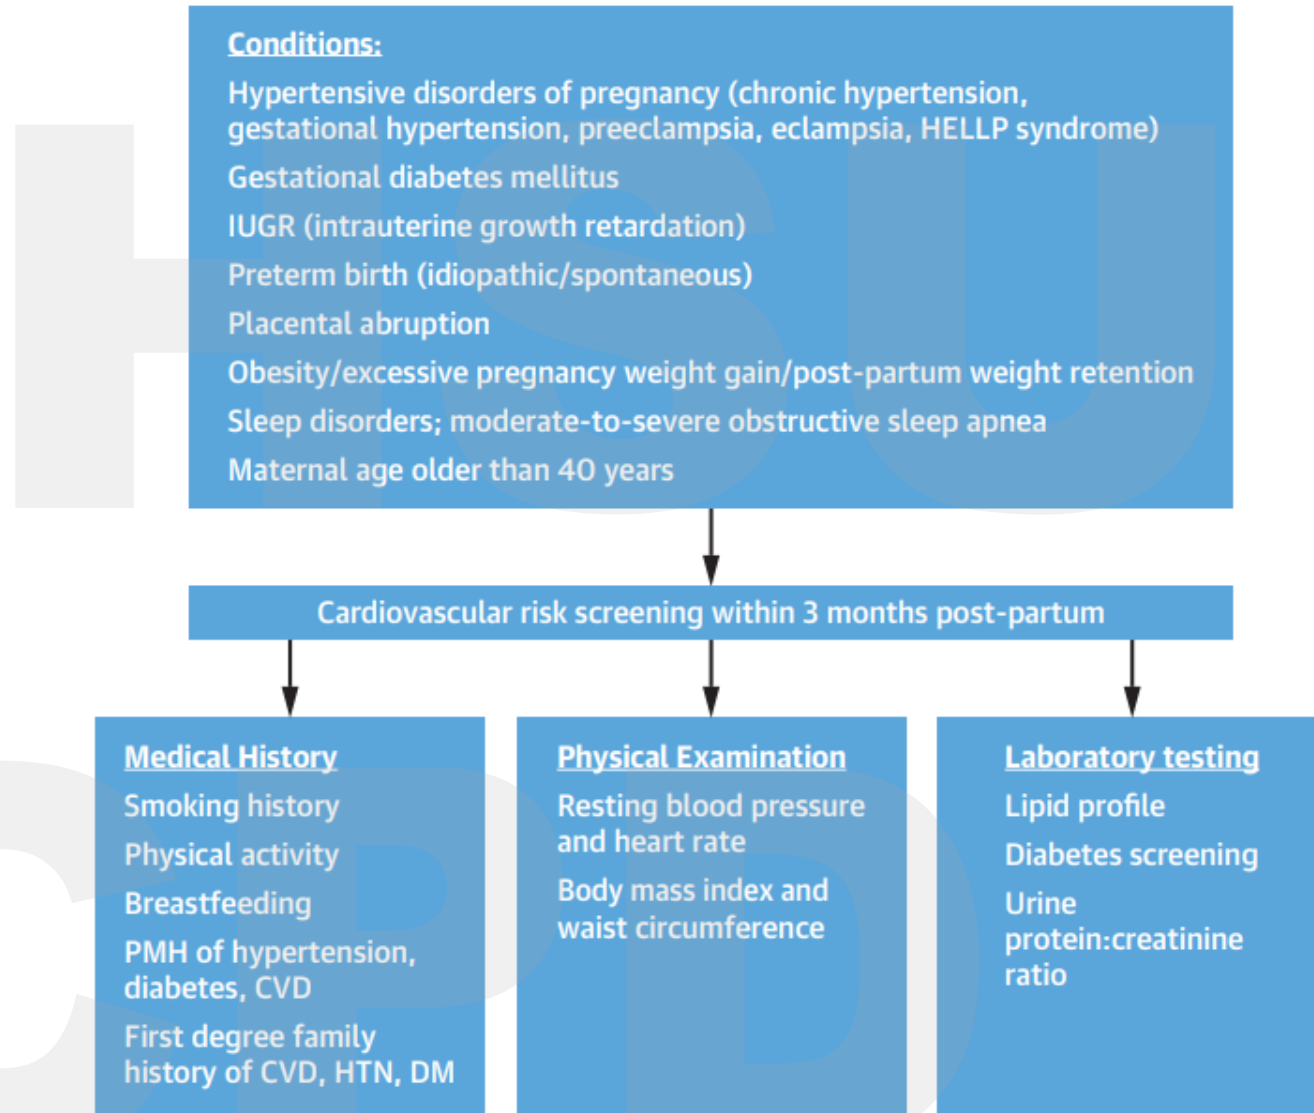 Conditions:
Hypertensive disorders of pregnancy (chronic hypertension,
gestational hypertension, preeclampsia, eclampsia, HELLP syndrome)
Gestational diabetes mellitus
IUGR (intrauterine growth retardation)
Preterm birth (idiopathic/spontaneous)
Placental abruption
Obesity/excessive pregnancy weight gain/post-partum weight retention
Sleep disorders; moderate-to-severe obstructive sleep apnea
Maternal age older than 40 years
Cardiovascular risk screening within 3 months post-partum
Medical History
Smoking history
Physical activity
Breastfeeding
PMH of hypertension,
diabetes, CVD
First degree family
history of CVD, HTN, DM
Physical Examination
Resting blood pressure
and heart rate
Body mass index and
waist circumference
Laboratory testing
Lipid profile
Diabetes screening
Urine
protein:creatinine
ratio
HSU
CPD